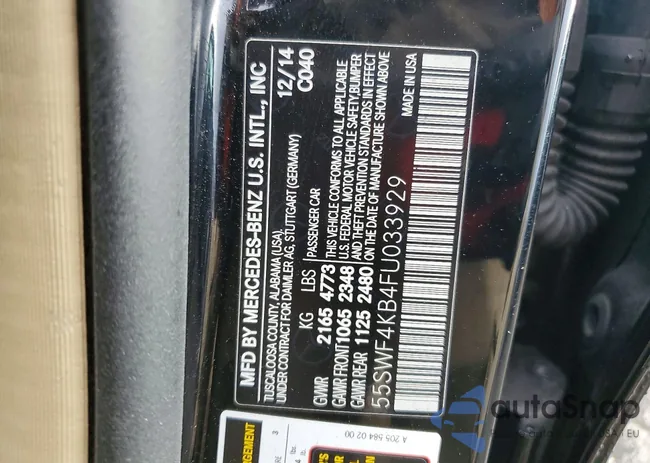 MFD BY MERCEDES-BENZ U.S. INTL., INC
TUSCALOOSA COUNTY, ALABAMA (USA)
UNDER CONTRACT FOR DAIMLER AG, STUTTGART (GERMANY)
12/14
C040
KG LBS PASSENGER CAR
GVWR 2165 4773
GAWR FRONT1065 2348
GAWR REAR 1125 2480
THIS VEHICLE CONFORMS TO ALL APPLICABLE
U.S. FEDERAL MOTOR VEHICLE SAFETY,BUMPER
AND THEFT PREVENTION STANDARDS IN EFFECT
ON THE DATE OF MANUFACTURE SHOWN ABOVE
MADE IN USA
55SWF4KB4FU033929
A 205 584 02 00
autoSnap